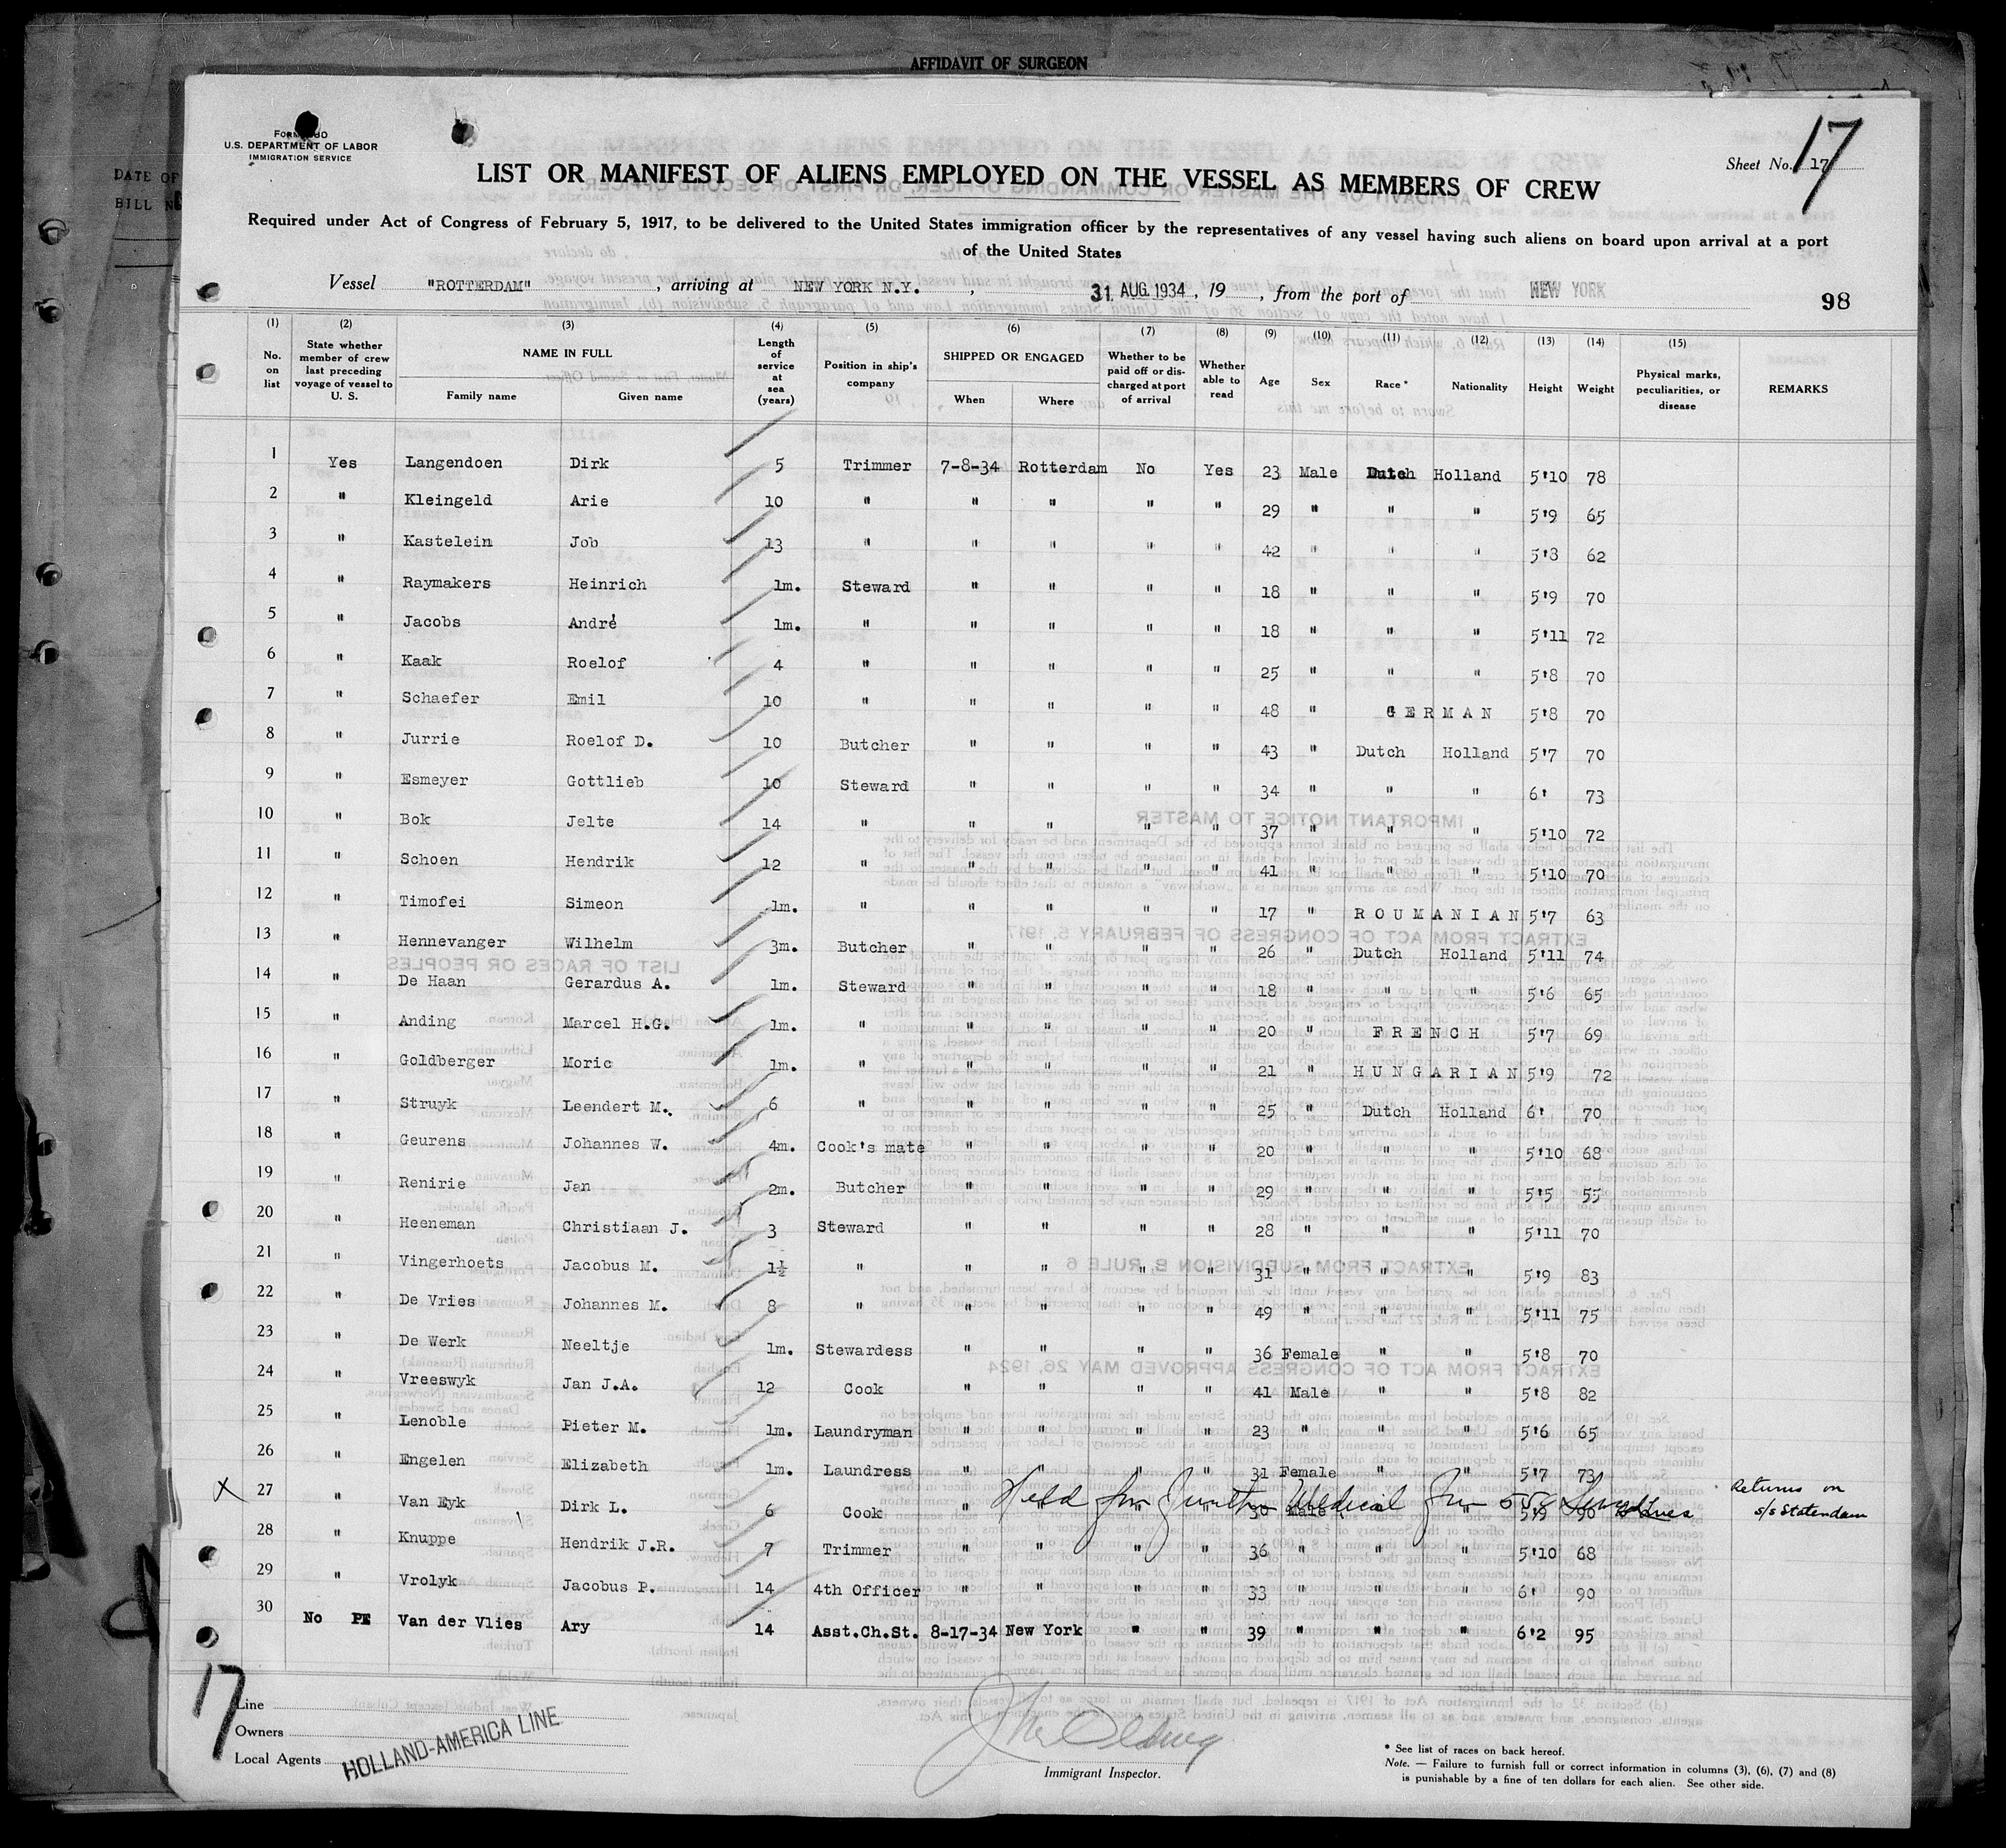 AFFIDAVIT OF SURGEON
DATE OF
BILL
17
U.S. DEPARTMENT OF LABOR
IMMIGRATION SERVICE
Sheet No. 17
LIST OR MANIFEST OF ALIENS EMPLOYED ON THE VESSEL AS MEMBERS OF CREW
Required under Act of Congress of February 5, 1917, to be delivered to the United States immigration officer by the representatives of any vessel having such aliens on board upon arrival at a port
of the United States
Vessel "ROTTERDAM", arriving at NEW YORK N.Y., 31 AUG. 1934, 19 , from the port of NEW YORK
98
(1) (2) (3) (4) (5) (6) (7) (8) (9) (10) (11) (12) (13) (14) (15)
No. on list State whether member of crew last preceding voyage of vessel to U. S. NAME IN FULL Family name Given name Length of service at sea (years) Position in ship's company SHIPPED OR ENGAGED When Where Whether to be paid off or discharged at port of arrival Whether able to read Age Sex Race * Nationality Height Weight Physical marks, peculiarities, or disease REMARKS
1 Yes Langendoen Dirk 5 Trimmer 7-8-34 Rotterdam No Yes 23 Male Dutch Holland 5'10 78
2 " Kleingeld Arie 10 " " " " " 29 " " " 5'9 65
3 " Kastelein Job 13 " " " " " 42 " " " 5'8 62
4 " Raymakers Heinrich 1m. Steward " " " " 18 " " " 5'9 70
5 " Jacobs André 1m. " " " " " 18 " " " 5'11 72
6 " Kaak Roelof 4 " " " " " 25 " " " 5'8 70
7 " Schaefer Emil 10 " " " " " 48 " GERMAN 5'8 70
8 " Jurrie Roelof D. 10 Butcher " " " " 43 " Dutch Holland 5'7 70
9 " Esmeyer Gottlieb 10 Steward " " " " 34 " " " 6' 73
10 " Bok Jelte 14 " " " " " 37 " " " 5'10 72
11 " Schoen Hendrik 12 " " " " " 41 " " " 5'10 70
12 " Timofei Simeon 1m. " " " " " 17 " ROUMANIAN 5'7 63
13 " Hennevanger Wilhelm 3m. Butcher " " " " 26 " Dutch Holland 5'11 74
14 " De Haan Gerardus A. 1m. Steward " " " " 18 " " " 5'6 65
15 " Anding Marcel H.G. 1m. " " " " " 20 " FRENCH 5'7 69
16 " Goldberger Moric 1m. " " " " " 21 " HUNGARIAN 5'9 72
17 " Struyk Leendert M. 6 " " " " " 25 " Dutch Holland 6' 70
18 " Geurens Johannes W. 4m. Cook's mate " " " " 20 " " " 5'10 68
19 " Renirie Jan 2m. Butcher " " " " 29 " " " 5'5 55
20 " Heeneman Christiaan J. 3 Steward " " " " 28 " " " 5'11 70
21 " Vingerhoets Jacobus M. 1½ " " " " " 31 " " " 5'9 83
22 " De Vries Johannes M. 8 " " " " " 49 " " " 5'11 75
23 " De Werk Neeltje 1m. Stewardess " " " " 36 Female " " 5'8 70
24 " Vreeswyk Jan J.A. 12 Cook " " " " 41 Male " " 5'8 82
25 " Lenoble Pieter M. 1m. Laundryman " " " " 23 " " " 5'6 65
26 " Engelen Elizabeth 1m. Laundress " " " " 31 Female " " 5'7 73
X 27 " Van Eyk Dirk L. 6 Cook " " " " 30 Male " " 5'9 90 Returns on
Held for Medical s/s Statendam
28 " Knuppe Hendrik J.R. 7 Trimmer " " " " 36 " " " 5'10 68
29 " Vrolyk Jacobus P. 14 4th Officer " " " " 33 " " " 6' 90
30 No PE Van der Vlies Ary 14 Asst.Ch.St. 8-17-34 New York " " 39 " " " 6'2 95
17
Line
Owners
Local Agents HOLLAND-AMERICA LINE
Immigrant Inspector.
* See list of races on back hereof.
Note. — Failure to furnish full or correct information in columns (3), (6), (7) and (8)
is punishable by a fine of ten dollars for each alien. See other side.